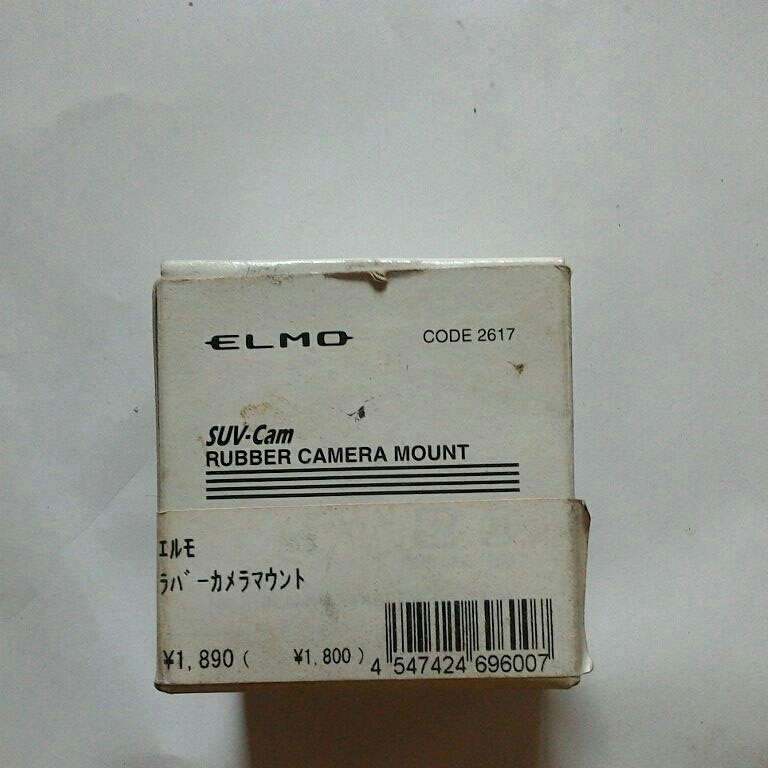 ELMO
CODE 2617
SUV-Cam
RUBBER CAMERA MOUNT
エルモ
ラバーカメラマウント
¥1,890 ( ¥1,800 )
4 547424 696007